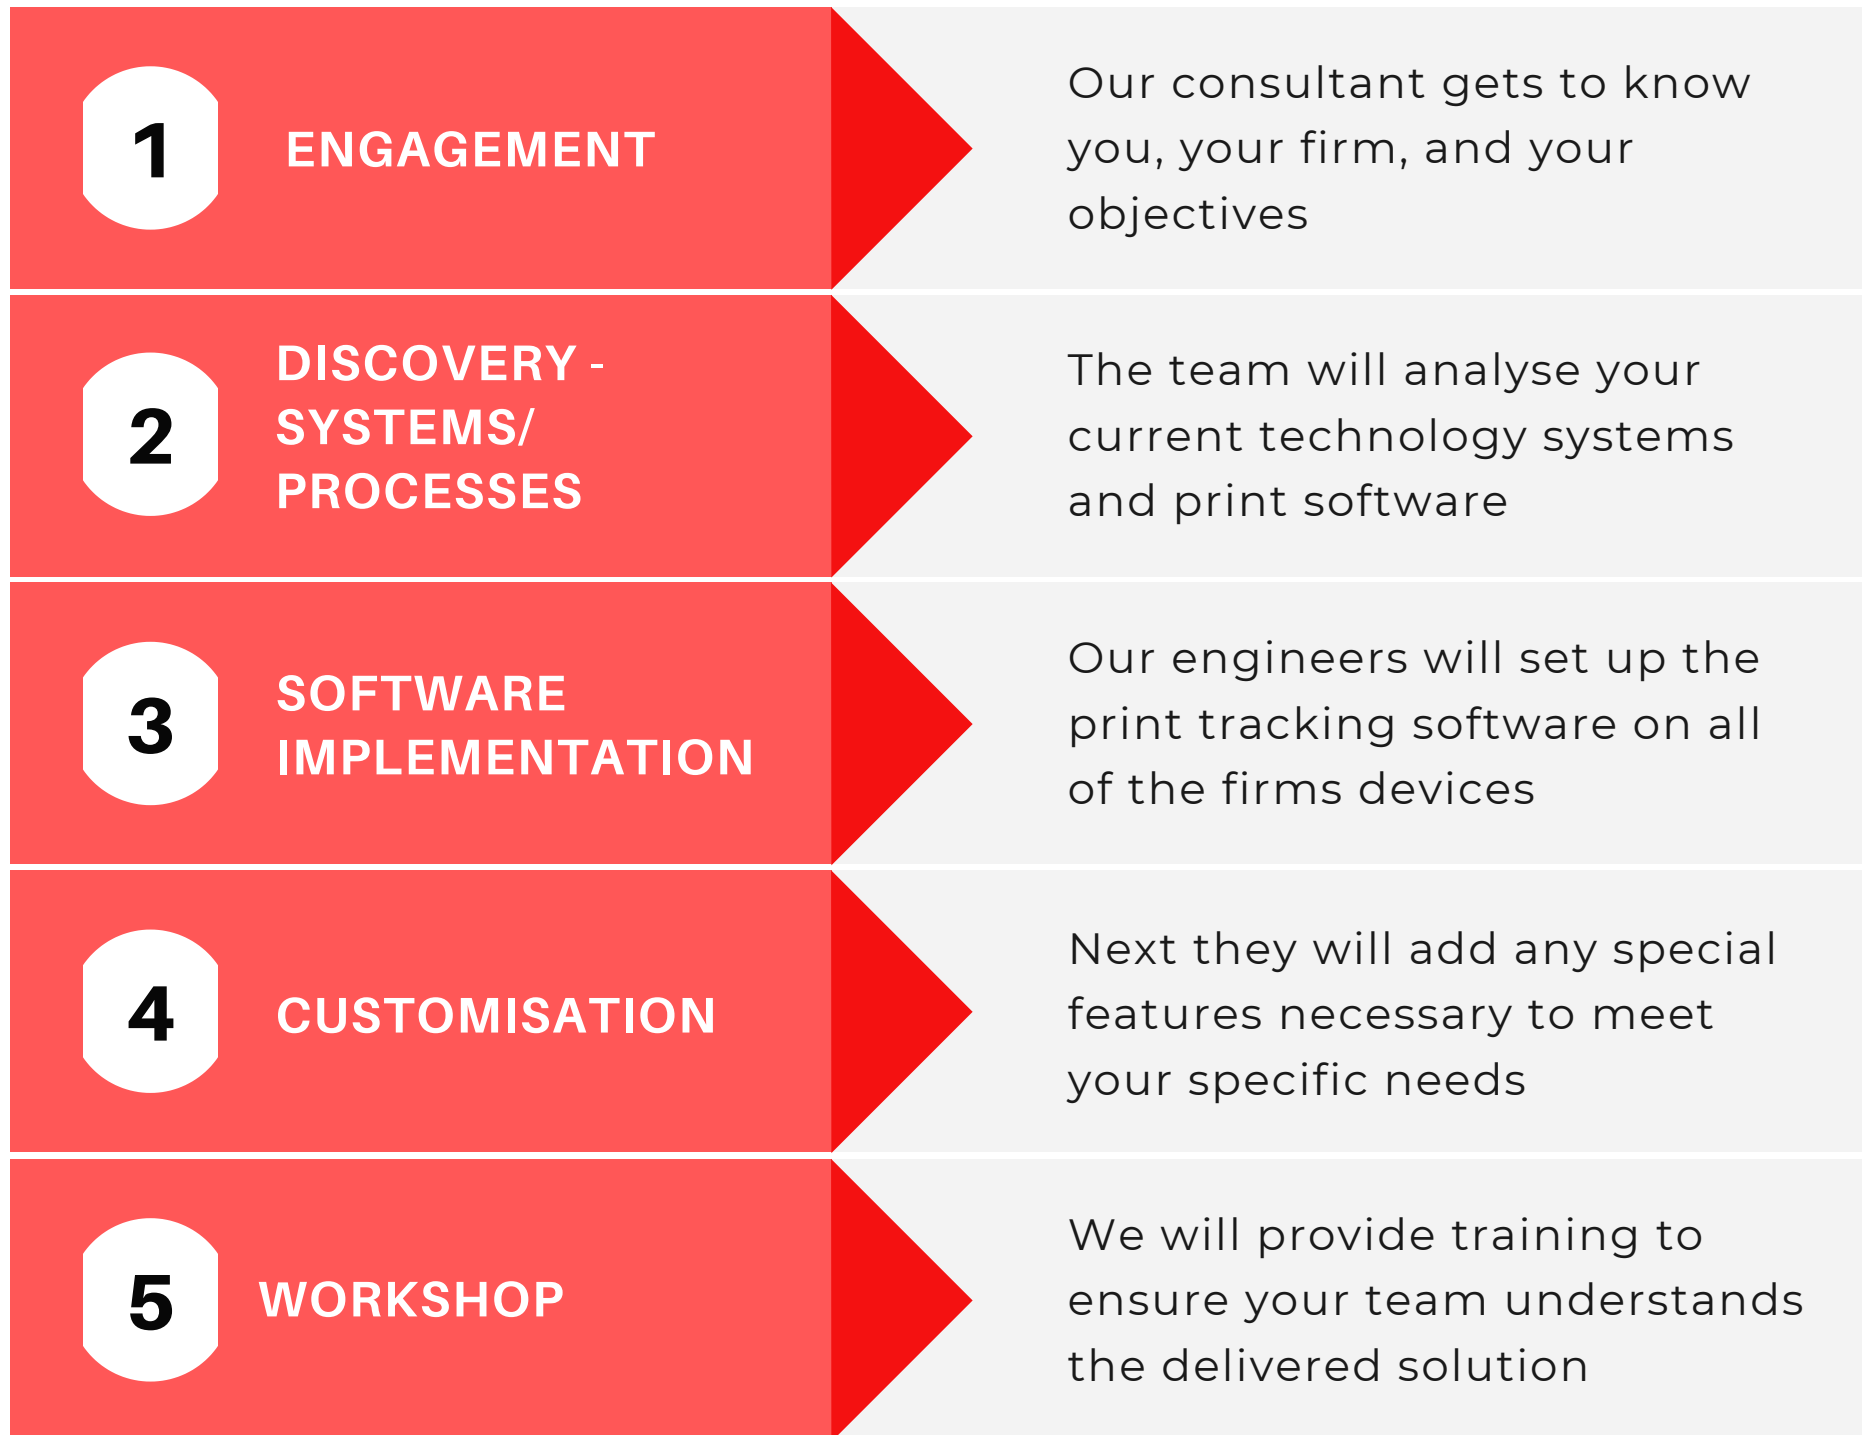 1
ENGAGEMENT
Our consultant gets to know
you, your firm, and your
objectives
2
DISCOVERY -
SYSTEMS/
PROCESSES
The team will analyse your
current technology systems
and print software
3
SOFTWARE
IMPLEMENTATION
Our engineers will set up the
print tracking software on all
of the firms devices
4
CUSTOMISATION
Next they will add any special
features necessary to meet
your specific needs
5
WORKSHOP
We will provide training to
ensure your team understands
the delivered solution